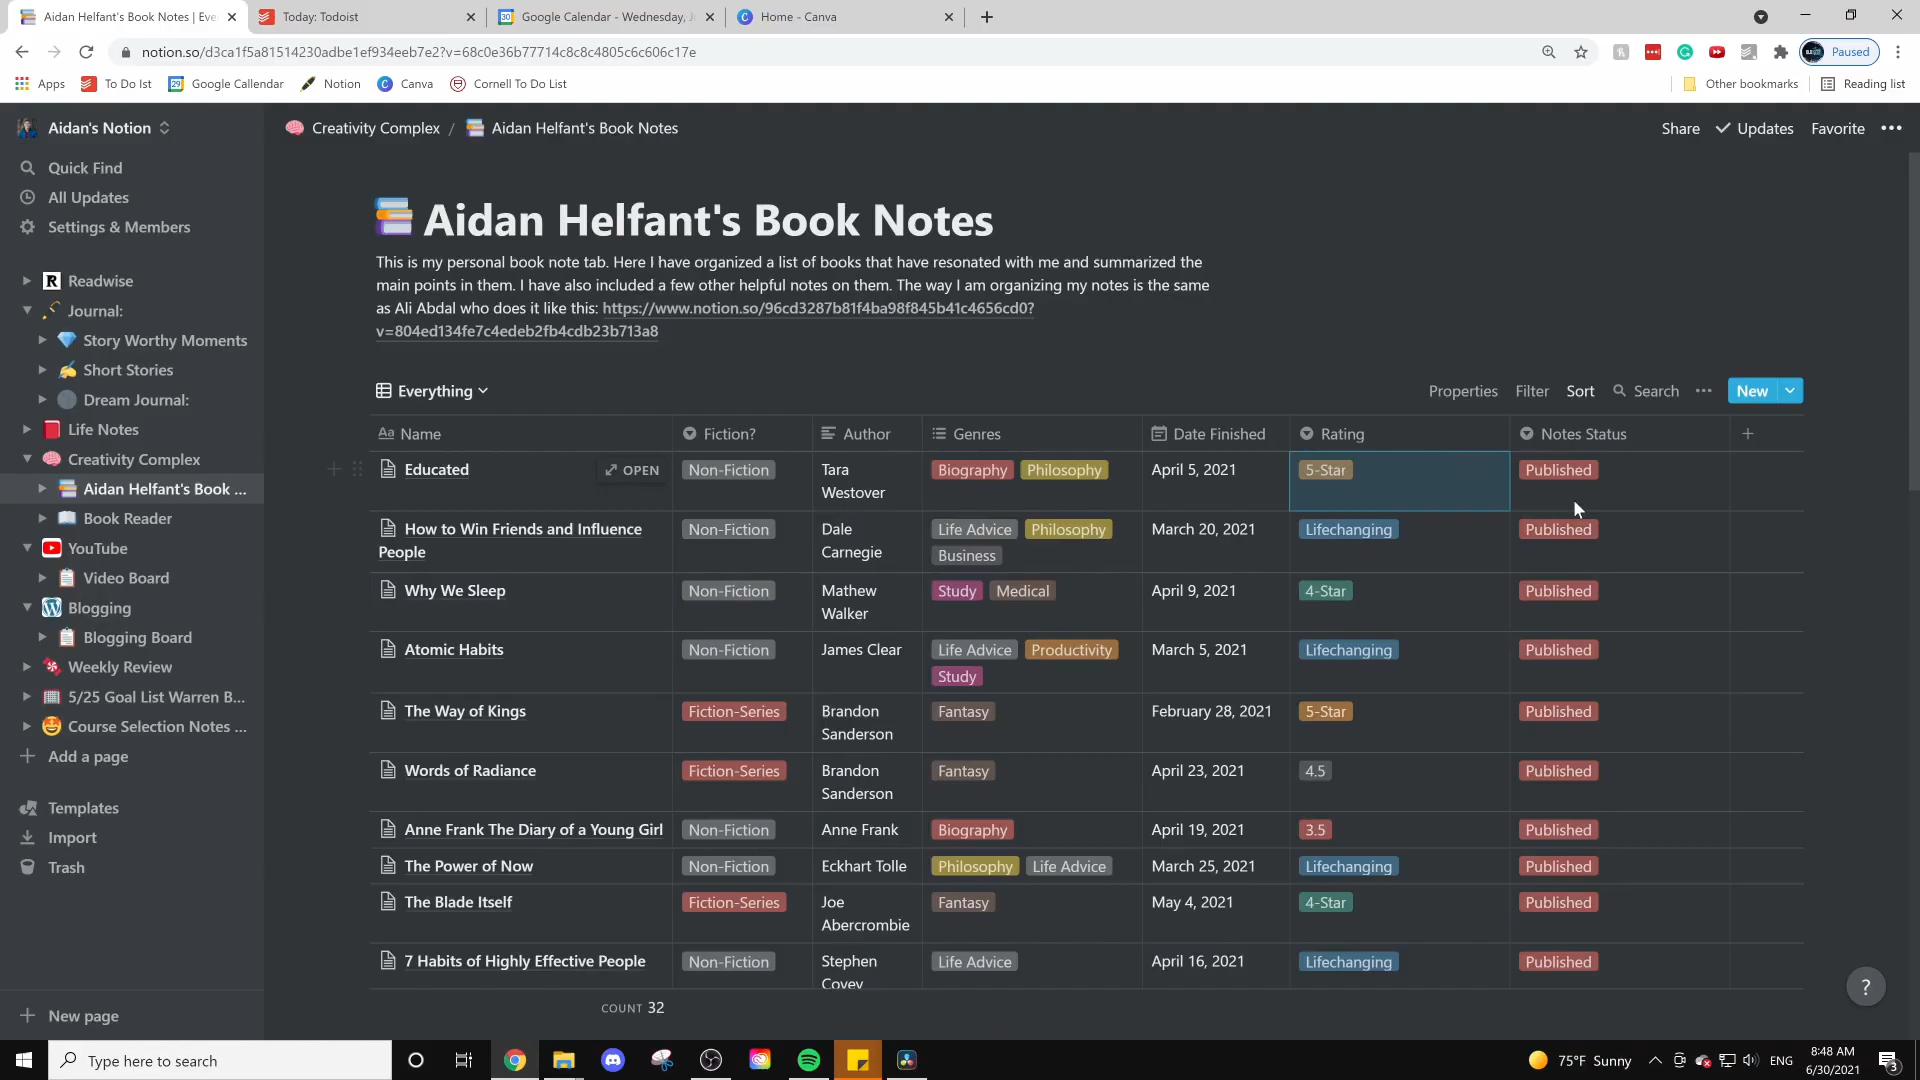 Aidan Helfant's Book Notes | Eve
Today: Todoist
Google Calendar - Wednesday, J
Home - Canva
notion.so/d3ca1f5a81514230adbe1ef934eeb7e2?v=68c0e36b77714c8c8c4805c6c606c17e
Paused
Apps
To Do lst
Google Callendar
Notion
Canva
Cornell To Do List
Other bookmarks
Reading list
Aidan's Notion
Creativity Complex / Aidan Helfant's Book Notes
Share
Updates
Favorite
Quick Find
All Updates
Settings & Members
Readwise
Journal:
Story Worthy Moments
Short Stories
Dream Journal:
Life Notes
Creativity Complex
Aidan Helfant's Book ...
Book Reader
YouTube
Video Board
Blogging
Blogging Board
Weekly Review
5/25 Goal List Warren B...
Course Selection Notes ...
Add a page
Templates
Import
Trash
New page
Aidan Helfant's Book Notes
This is my personal book note tab. Here I have organized a list of books that have resonated with me and summarized the
main points in them. I have also included a few other helpful notes on them. The way I am organizing my notes is the same
as Ali Abdal who does it like this: https://www.notion.so/96cd3287b81f4ba98f845b41c4656cd0?
v=804ed134fe7c4edeb2fb4cdb23b713a8
Everything
Properties
Filter
Sort
Search
New
Aa Name
Fiction?
Author
Genres
Date Finished
Rating
Notes Status
Educated
OPEN
Non-Fiction
Tara
Westover
Biography
Philosophy
April 5, 2021
5-Star
Published
How to Win Friends and Influence
People
Non-Fiction
Dale
Carnegie
Life Advice
Philosophy
Business
March 20, 2021
Lifechanging
Published
Why We Sleep
Non-Fiction
Mathew
Walker
Study
Medical
April 9, 2021
4-Star
Published
Atomic Habits
Non-Fiction
James Clear
Life Advice
Productivity
Study
March 5, 2021
Lifechanging
Published
The Way of Kings
Fiction-Series
Brandon
Sanderson
Fantasy
February 28, 2021
5-Star
Published
Words of Radiance
Fiction-Series
Brandon
Sanderson
Fantasy
April 23, 2021
4.5
Published
Anne Frank The Diary of a Young Girl
Non-Fiction
Anne Frank
Biography
April 19, 2021
3.5
Published
The Power of Now
Non-Fiction
Eckhart Tolle
Philosophy
Life Advice
March 25, 2021
Lifechanging
Published
The Blade Itself
Fiction-Series
Joe
Abercrombie
Fantasy
May 4, 2021
4-Star
Published
7 Habits of Highly Effective People
Non-Fiction
Stephen
Covey
Life Advice
April 16, 2021
Lifechanging
Published
COUNT 32
?
Type here to search
75°F Sunny
ENG
8:48 AM
6/30/2021
3